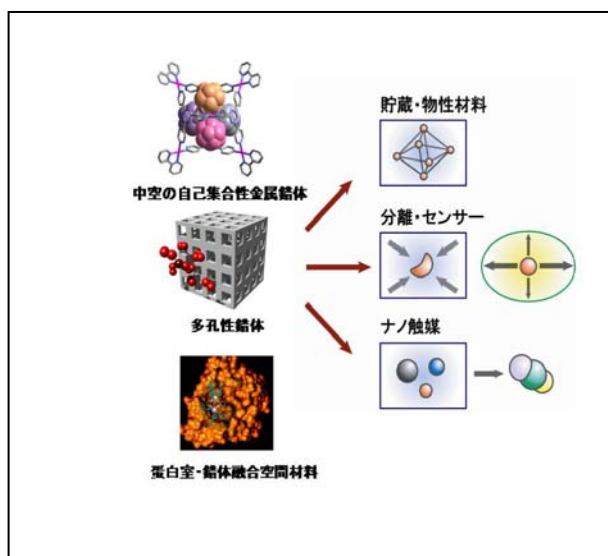 中空の自己集合性金属錯体
多孔性錯体
蛋白室・錯体融合空間材料
貯蔵・物性材料
分離・センサー
ナノ触媒